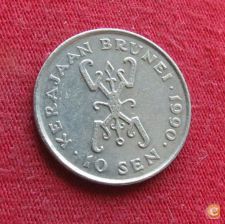 KERAJAAN BRUNEI · 1990 ·
10 SEN